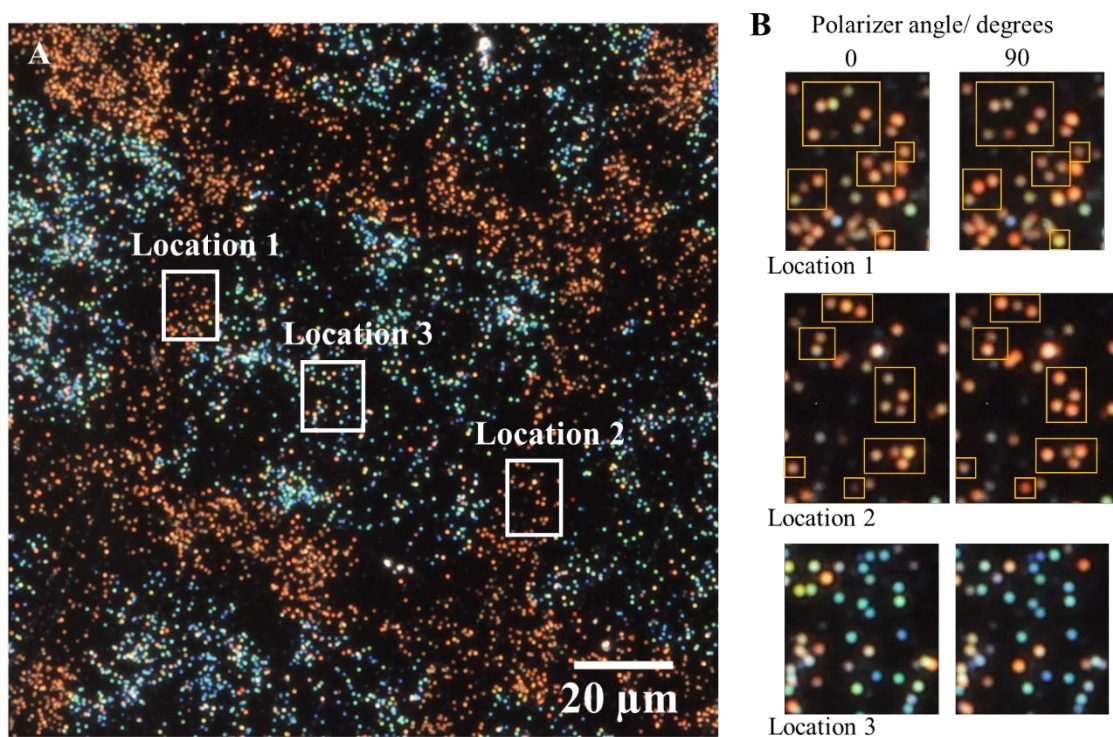 A
Location 1
Location 3
Location 2
20 µm
B
Polarizer angle/ degrees
0 90
Location 1
Location 2
Location 3